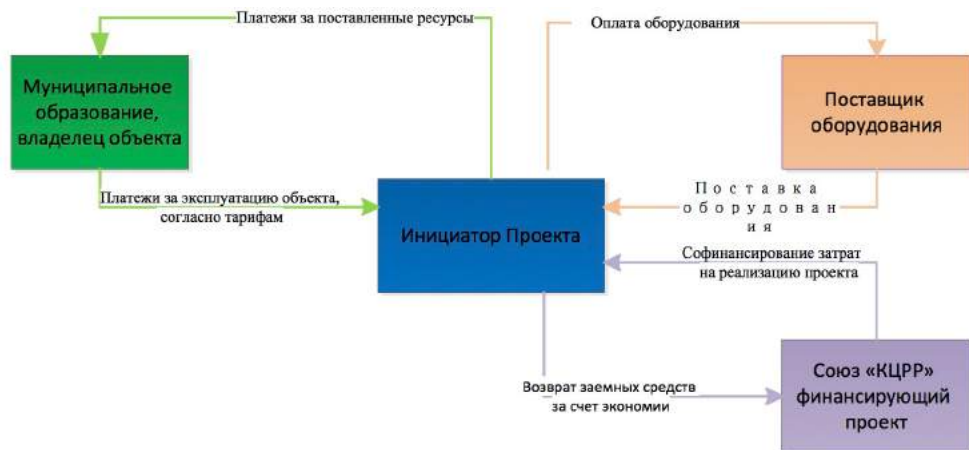 Платежи за поставленные ресурсы
Оплата оборудования
Муниципальное
образование,
владелец объекта
Поставщик
оборудования
Платежи за эксплуатацию объекта,
согласно тарифам
Инициатор Проекта
Поставка
оборудован
ия
Софинансирование затрат
на реализацию проекта
Возврат заемных средств
за счет экономии
Союз «КЦРР»
финансирующий
проект